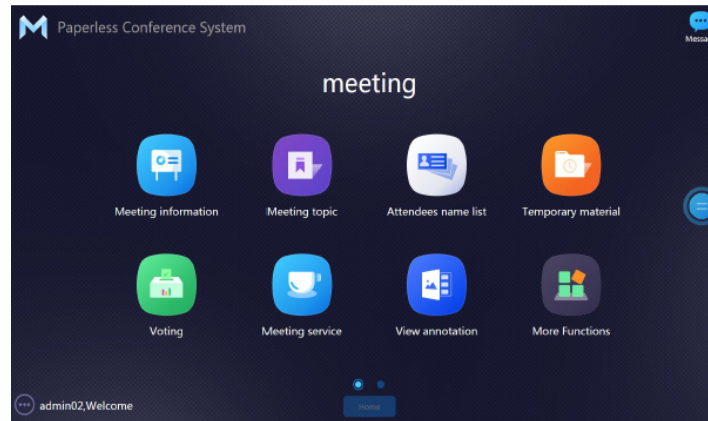 Paperless Conference System
meeting
Meeting information
Meeting topic
Attendees name list
Temporary material
Voting
Meeting service
View annotation
More Functions
admin02,Welcome
Home